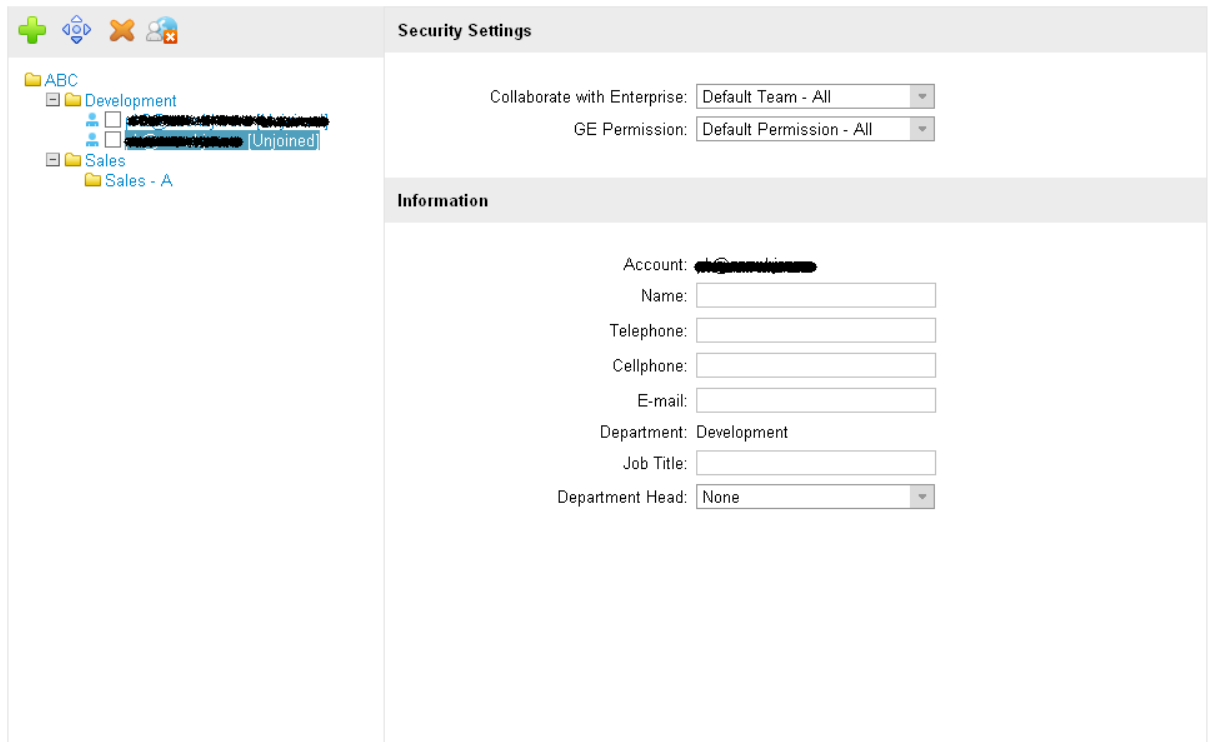 Security Settings
ABC
Development
[Unjoined]
Sales
Sales - A
Collaborate with Enterprise: Default Team - All
GE Permission: Default Permission - All
Information
Account:
Name:
Telephone:
Cellphone:
E-mail:
Department: Development
Job Title:
Department Head: None